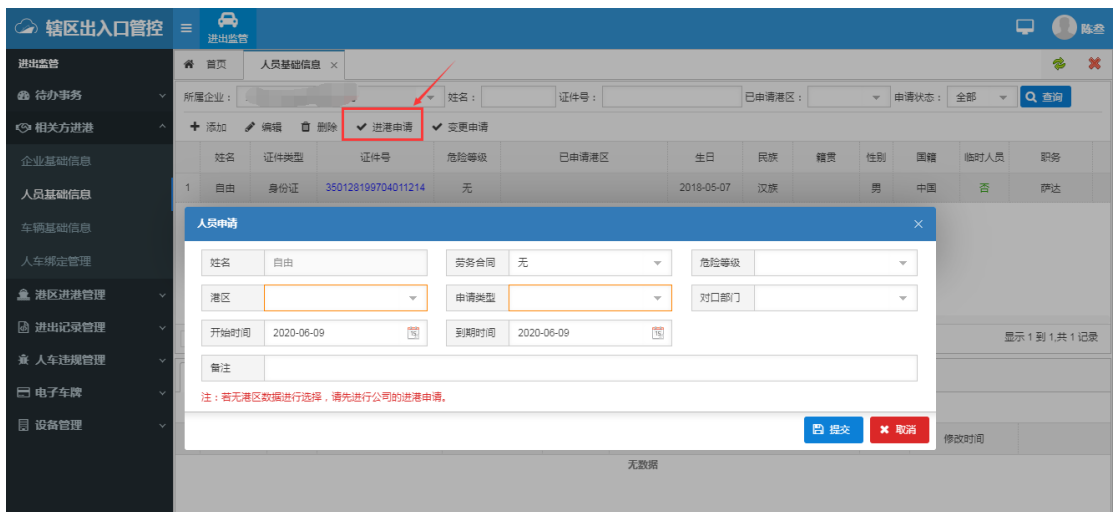 辖区出入口管控
进出监管
陈叁
进出监管
待办事务
相关方进港
企业基础信息
人员基础信息
车辆基础信息
人车绑定管理
港区进港管理
进出记录管理
人车违规管理
电子车牌
设备管理
首页 人员基础信息 ×
所属企业： 姓名： 证件号： 已申请港区： 申请状态： 全部 查询
添加 编辑 删除 进港申请 变更申请
姓名 证件类型 证件号 危险等级 已申请港区 生日 民族 籍贯 性别 国籍 临时人员 职务
1 自由 身份证 350128199704011214 无 2018-05-07 汉族 男 中国 否 萨达
人员申请 ×
姓名 自由 劳务合同 无 危险等级
港区 申请类型 对口部门
开始时间 2020-06-09 到期时间 2020-06-09
备注
注：若无港区数据进行选择，请先进行公司的进港申请。
提交 取消
显示1到1,共1记录
修改时间
无数据